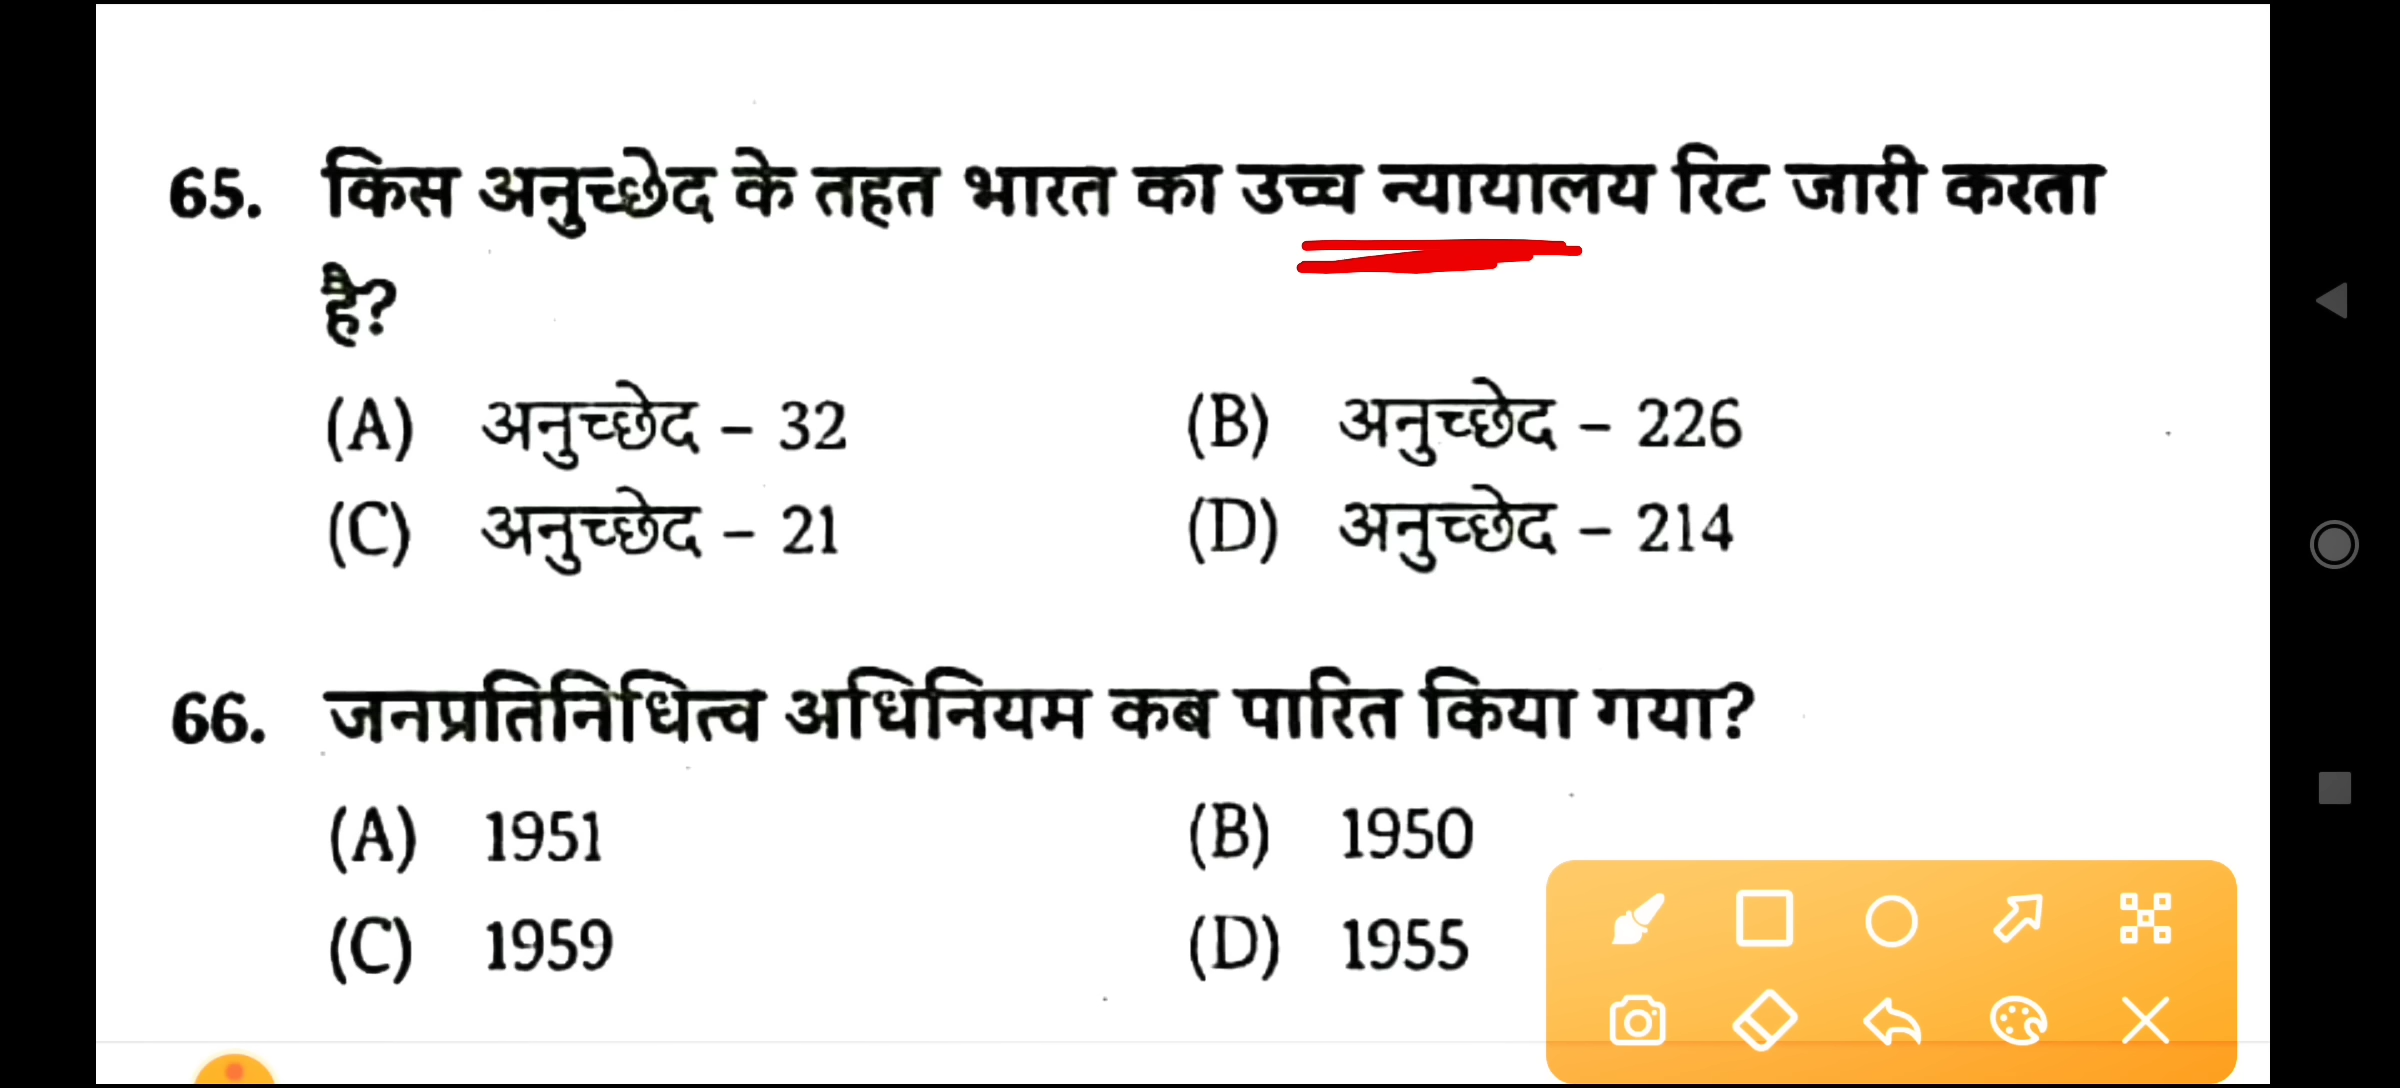 65. किस अनुच्छेद के तहत भारत का उच्च न्यायालय रिट जारी करता
है?
(A) अनुच्छेद – 32 (B) अनुच्छेद – 226
(C) अनुच्छेद – 21 (D) अनुच्छेद – 214
66. जनप्रतिनिधित्व अधिनियम कब पारित किया गया?
(A) 1951 (B) 1950
(C) 1959 (D) 1955